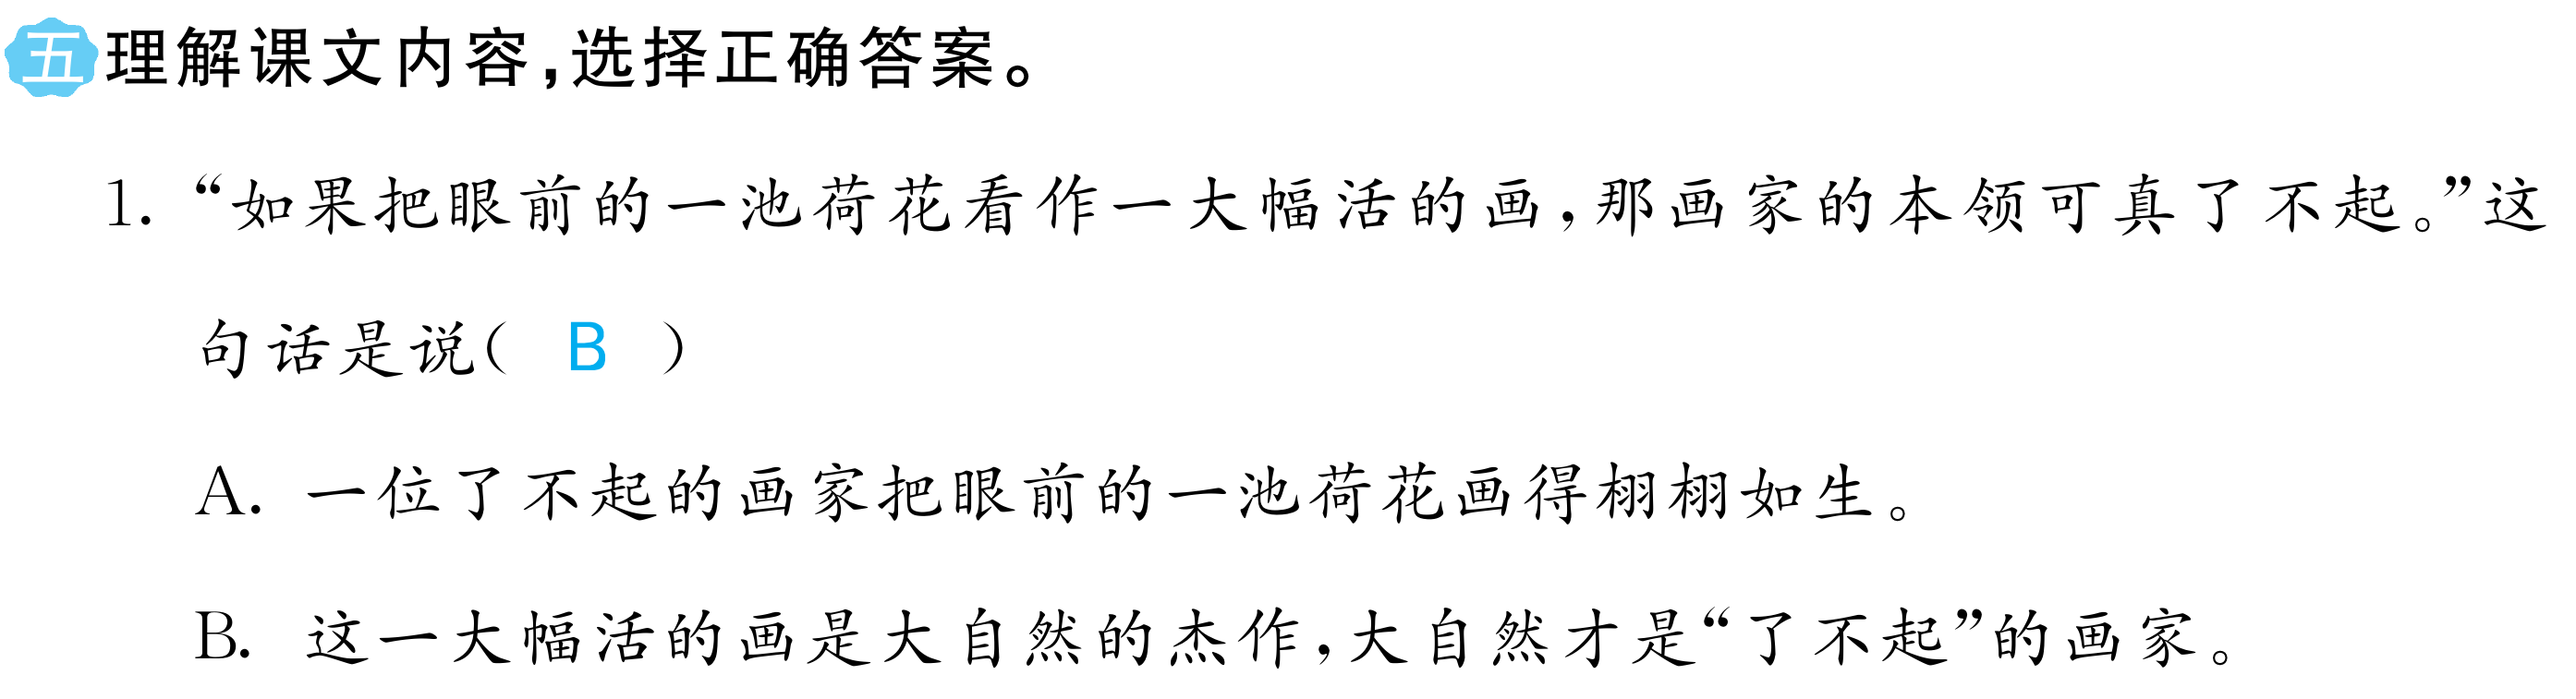 五理解课文内容,选择正确答案。
1. “如果把眼前的一池荷花看作一大幅活的画,那画家的本领可真了不起。”这
句话是说( B )
A. 一位了不起的画家把眼前的一池荷花画得栩栩如生。
B. 这一大幅活的画是大自然的杰作,大自然才是“了不起”的画家。